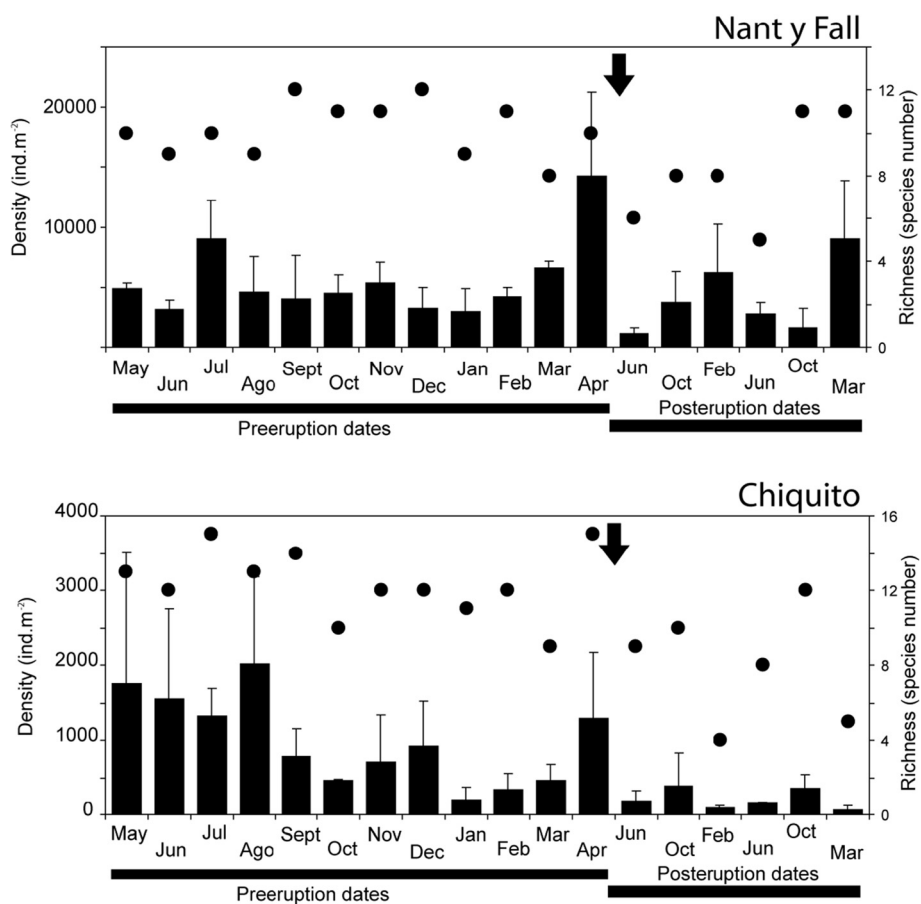 Nant y Fall
Density (ind.m-2)
20000
10000
12
8
4
0
Richness (species number)
May Jun Jul Ago Sept Oct Nov Dec Jan Feb Mar Apr Jun Oct Feb Jun Oct Mar
Preeruption dates Posteruption dates
Chiquito
Density (ind.m-2)
4000
3000
2000
1000
0
16
12
8
4
0
Richness (species number)
May Jun Jul Ago Sept Oct Nov Dec Jan Feb Mar Apr Jun Oct Feb Jun Oct Mar
Preeruption dates Posteruption dates